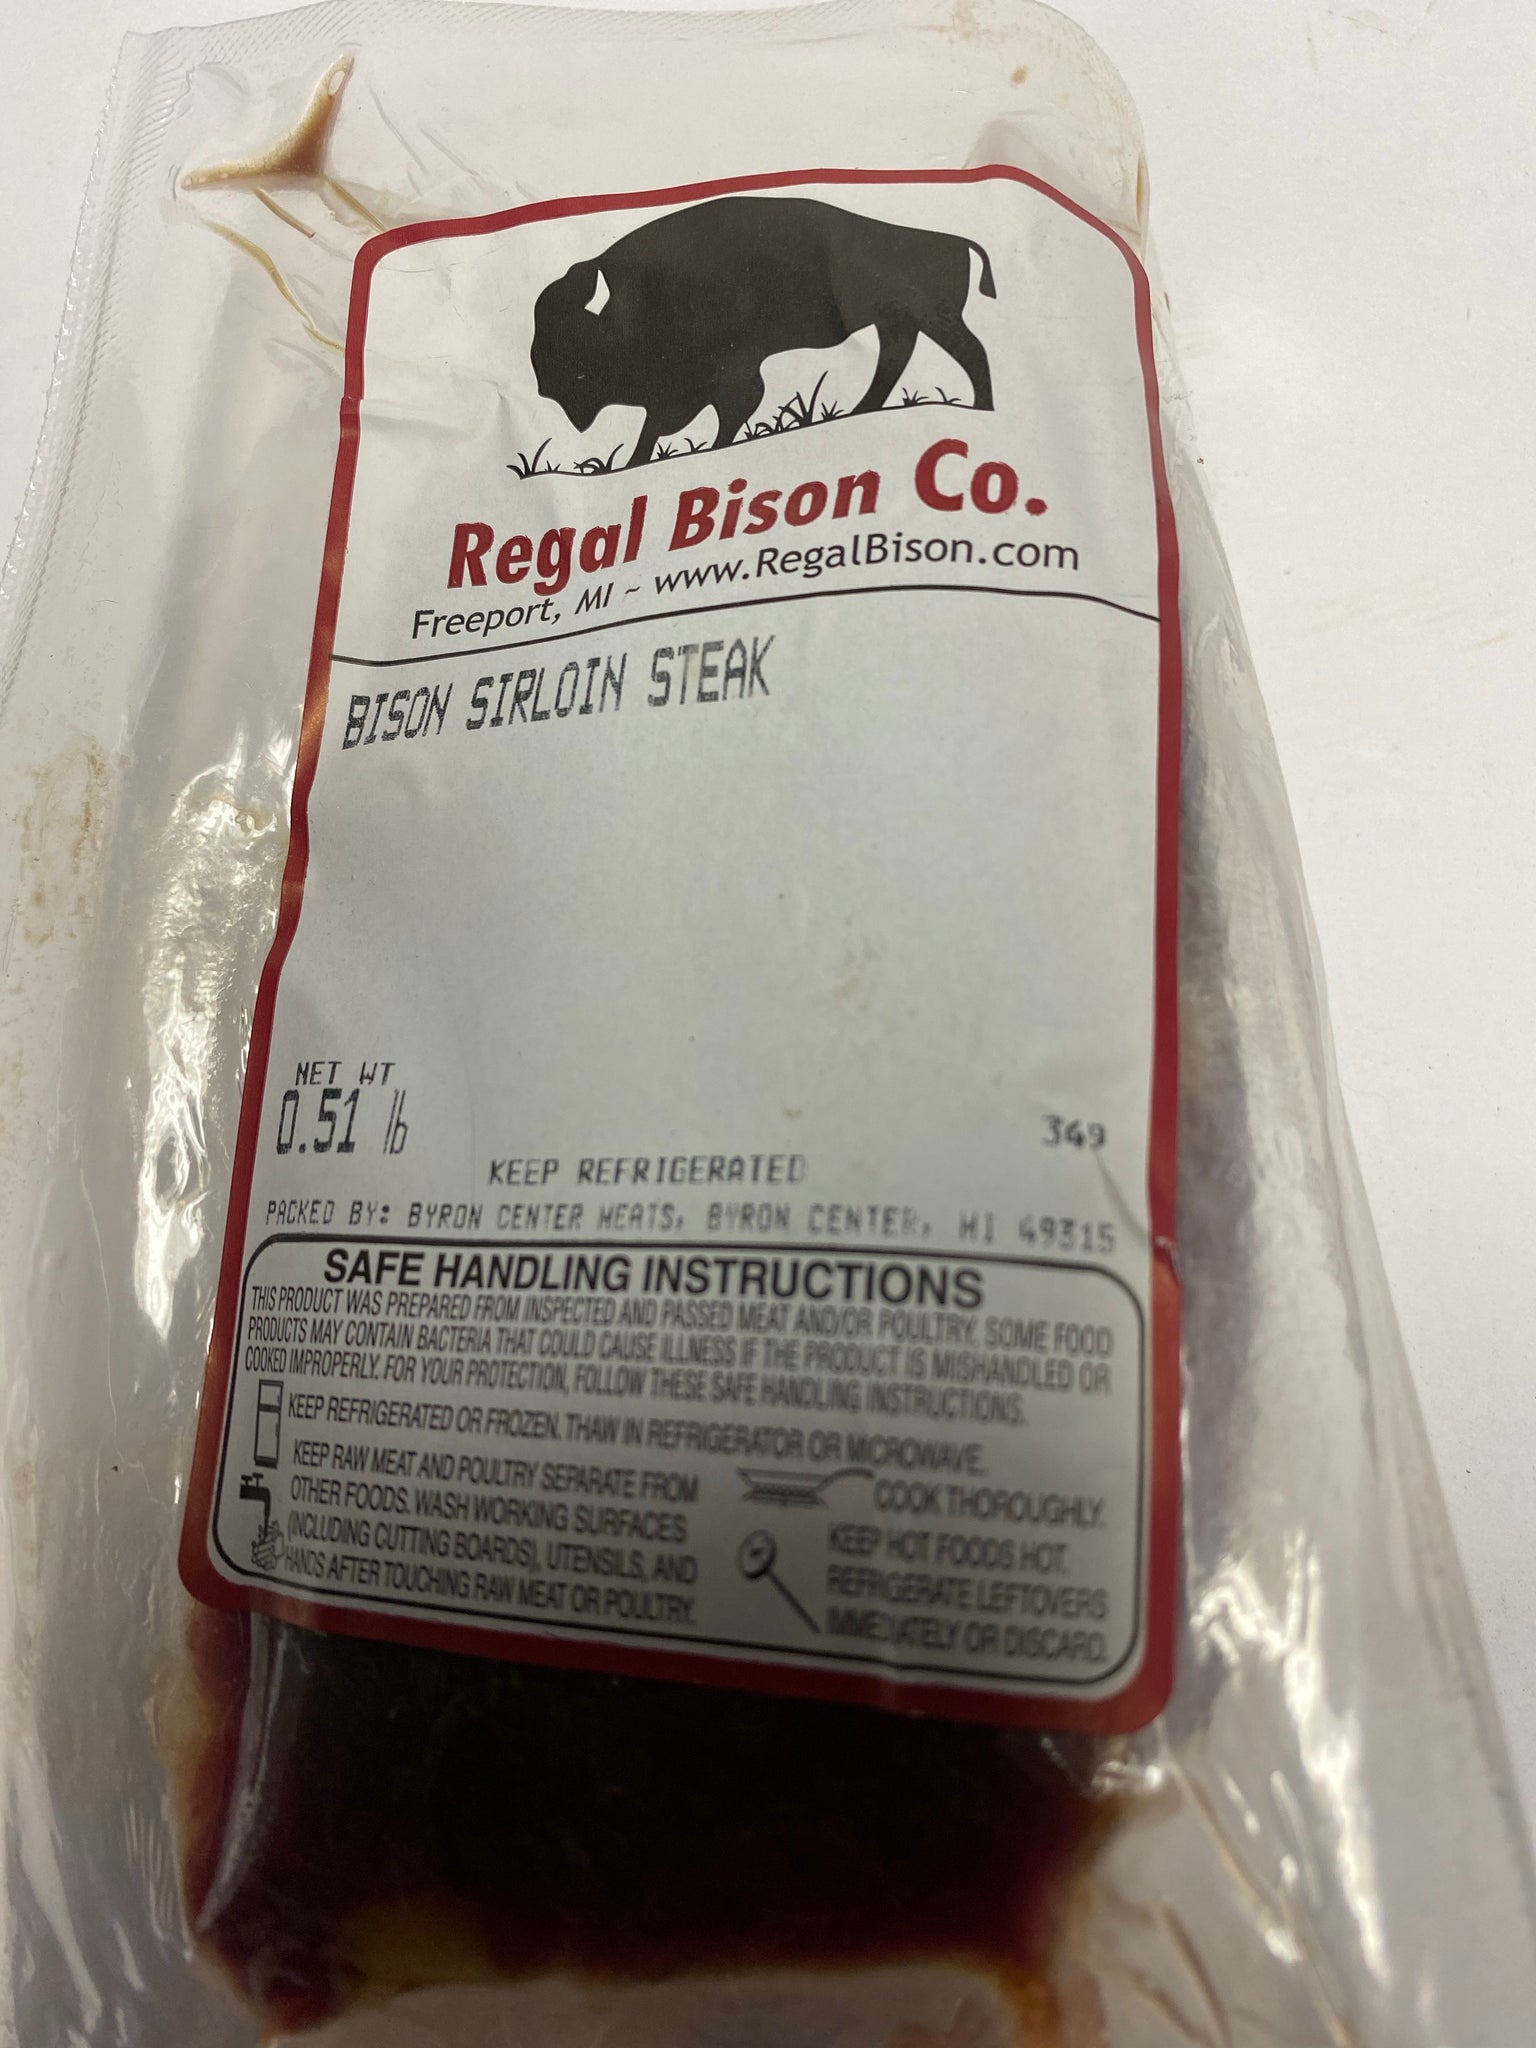 Regal Bison Co.
Freeport, MI ~ www.RegalBison.com
BISON SIRLOIN STEAK
NET WT
0.51 lb
349
KEEP REFRIGERATED
PACKED BY: BYRON CENTER MEATS, BYRON CENTER, MI 49315
SAFE HANDLING INSTRUCTIONS
THIS PRODUCT WAS PREPARED FROM INSPECTED AND PASSED MEAT AND/OR POULTRY. SOME FOOD
PRODUCTS MAY CONTAIN BACTERIA THAT COULD CAUSE ILLNESS IF THE PRODUCT IS MISHANDLED OR
COOKED IMPROPERLY. FOR YOUR PROTECTION, FOLLOW THESE SAFE HANDLING INSTRUCTIONS.
KEEP REFRIGERATED OR FROZEN. THAW IN REFRIGERATOR OR MICROWAVE.
KEEP RAW MEAT AND POULTRY SEPARATE FROM
OTHER FOODS. WASH WORKING SURFACES
(INCLUDING CUTTING BOARDS), UTENSILS, AND
HANDS AFTER TOUCHING RAW MEAT OR POULTRY.
COOK THOROUGHLY.
KEEP HOT FOODS HOT.
REFRIGERATE LEFTOVERS
IMMEDIATELY OR DISCARD.